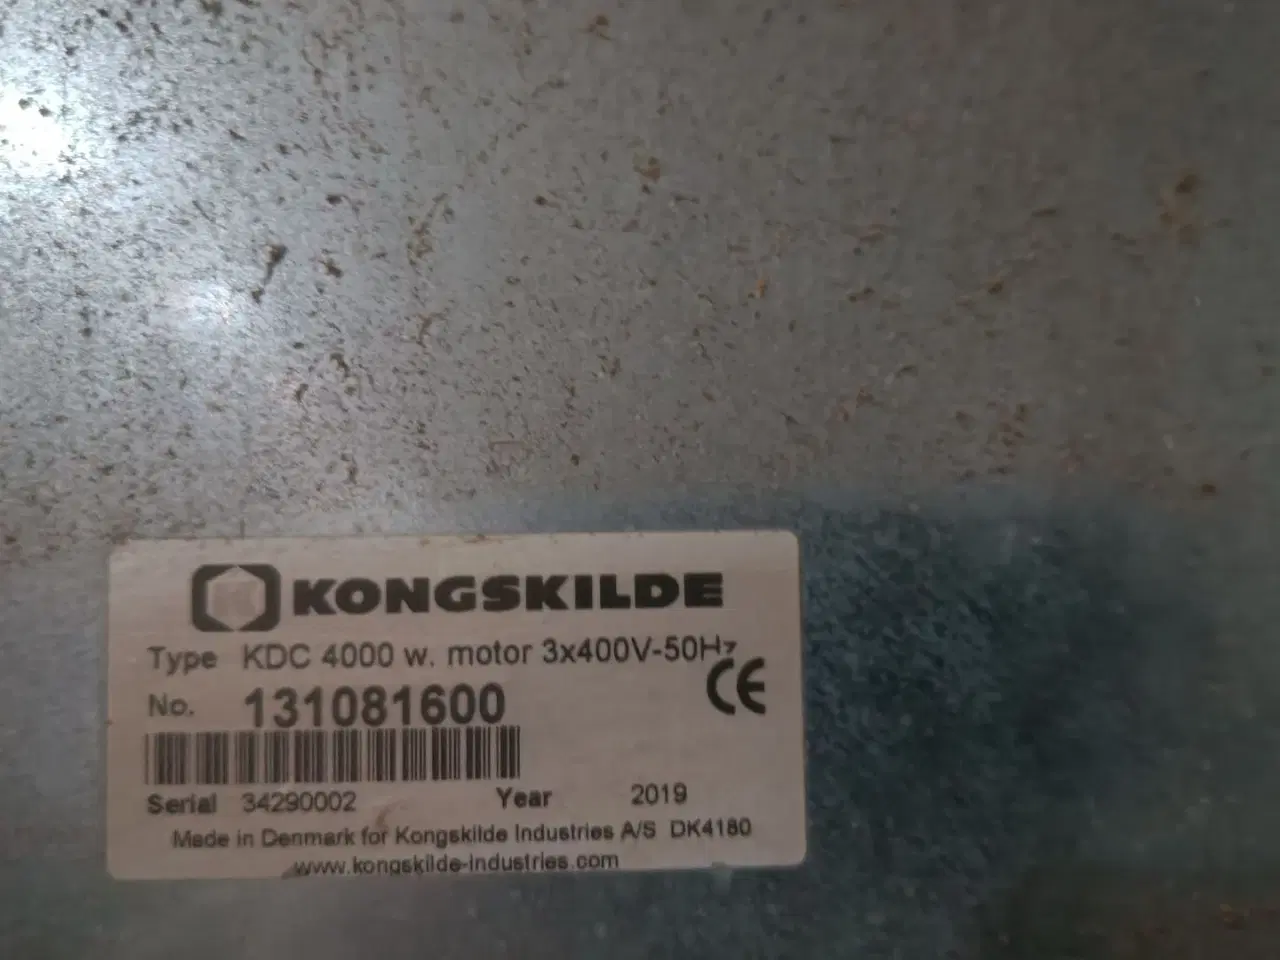 KONGSKILDE
Type KDC 4000 w. motor 3x400V-50Hz
No. 131081600
CE
Serial 34290002 Year 2019
Made in Denmark for Kongskilde Industries A/S DK4180
www.kongskilde-industries.com